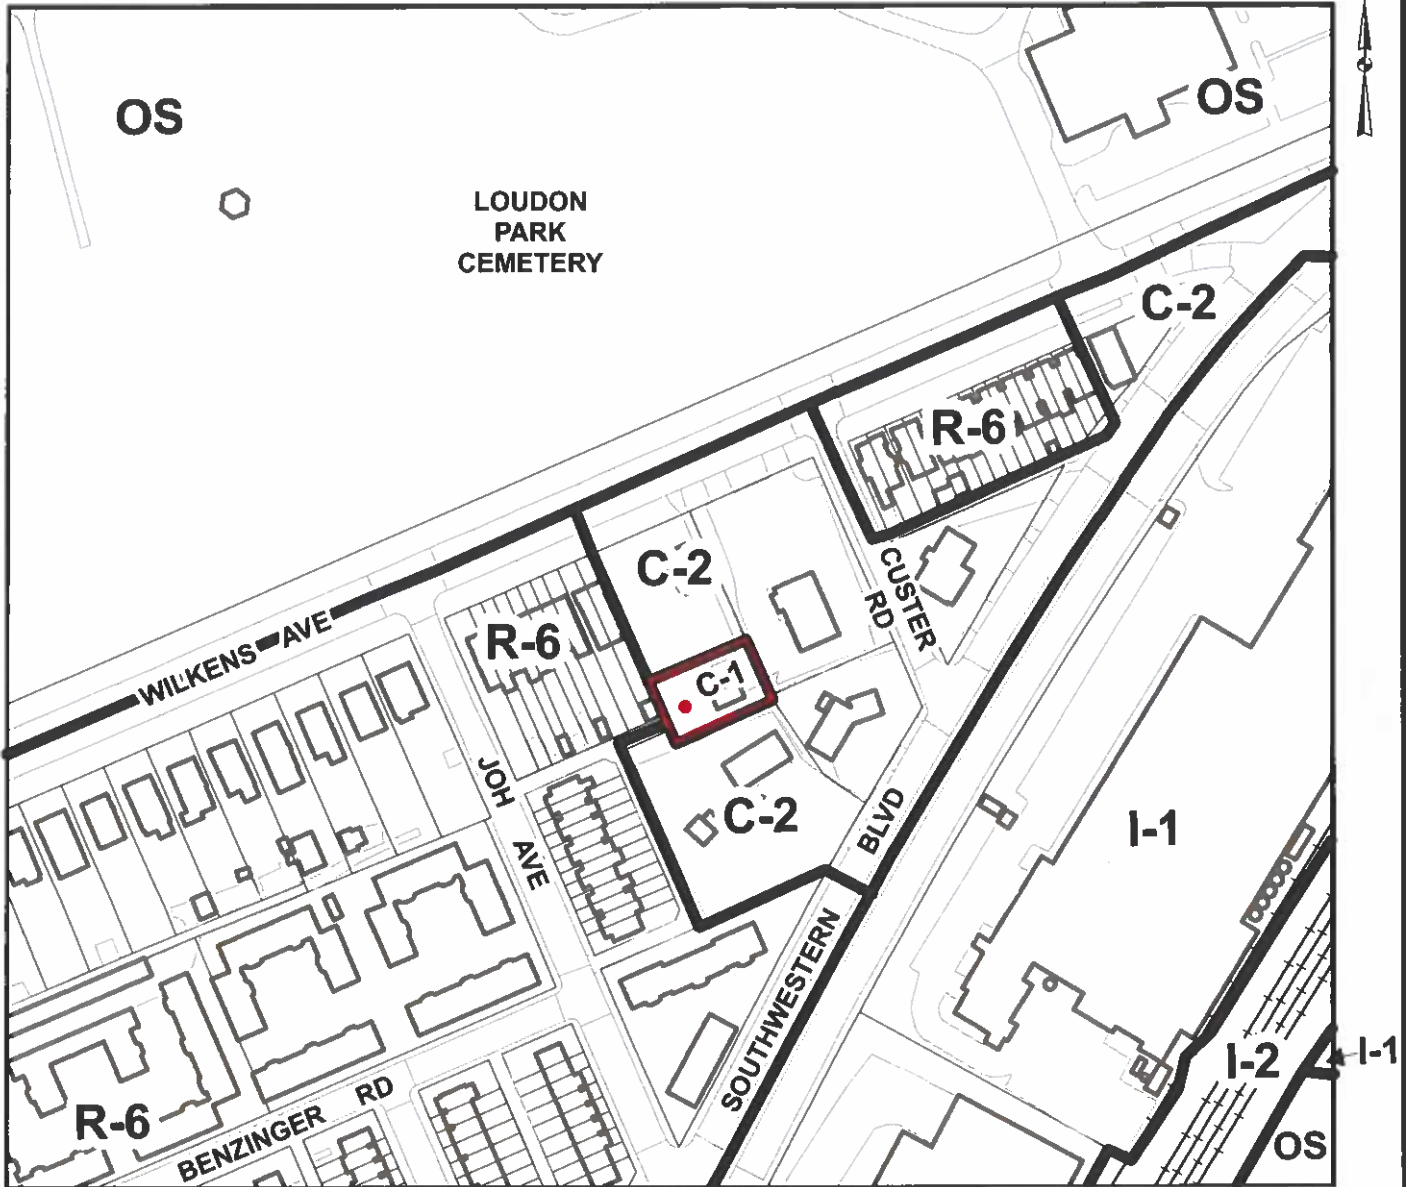 OS
OS
LOUDON
PARK
CEMETERY
C-2
R-6
C-2
CUSTER
RD
WILKENS AVE
R-6
C-1
JOH
AVE
C-2
BLVD
I-1
SOUTHWESTERN
I-2
I-1
R-6
BENZINGER RD
OS